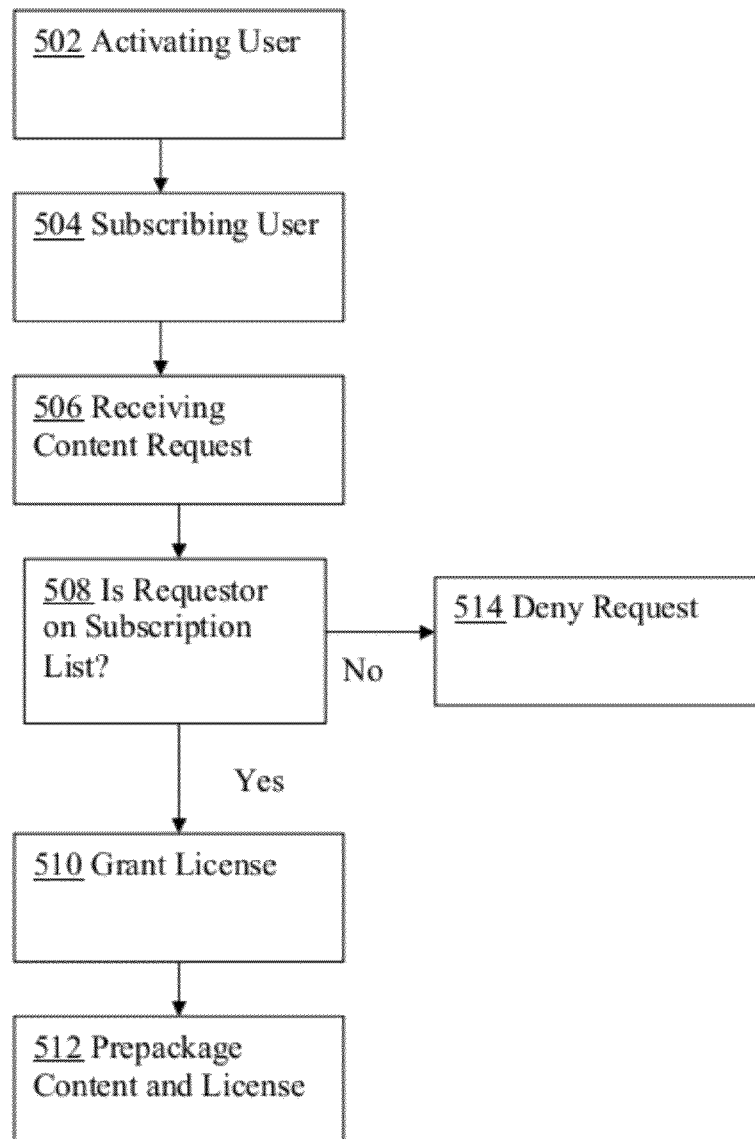 502 Activating User
504 Subscribing User
506 Receiving
Content Request
508 Is Requestor
on Subscription
List?
514 Deny Request
No
Yes
510 Grant License
512 Prepackage
Content and License